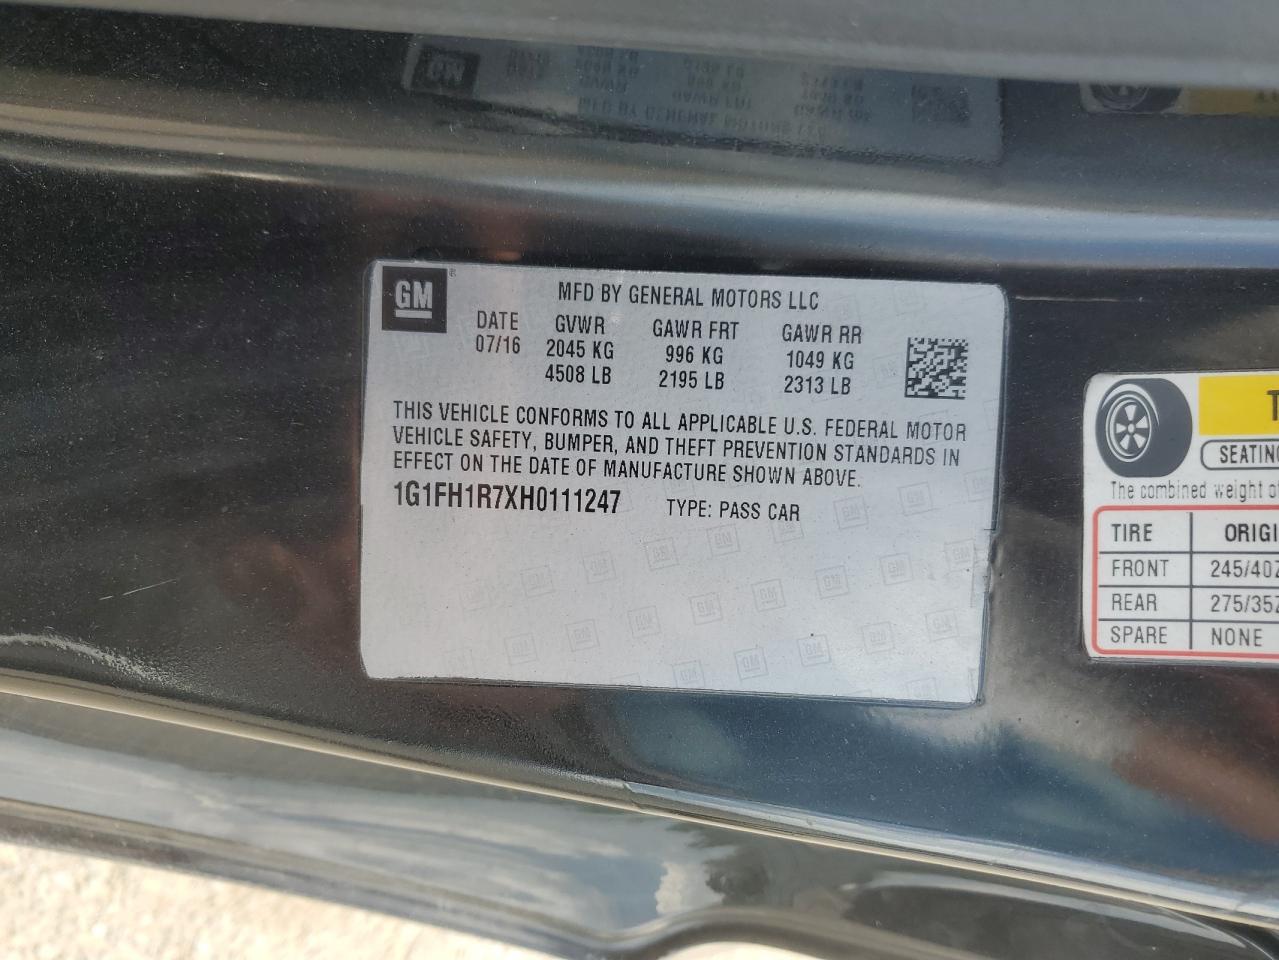 GM
®
MFD BY GENERAL MOTORS LLC
DATE GVWR GAWR FRT GAWR RR
07/16 2045 KG 996 KG 1049 KG
4508 LB 2195 LB 2313 LB
THIS VEHICLE CONFORMS TO ALL APPLICABLE U.S. FEDERAL MOTOR
VEHICLE SAFETY, BUMPER, AND THEFT PREVENTION STANDARDS IN
EFFECT ON THE DATE OF MANUFACTURE SHOWN ABOVE.
1G1FH1R7XH0111247 TYPE: PASS CAR
The combined weight of
TIRE
FRONT 245/40Z
REAR 275/35Z
SPARE NONE